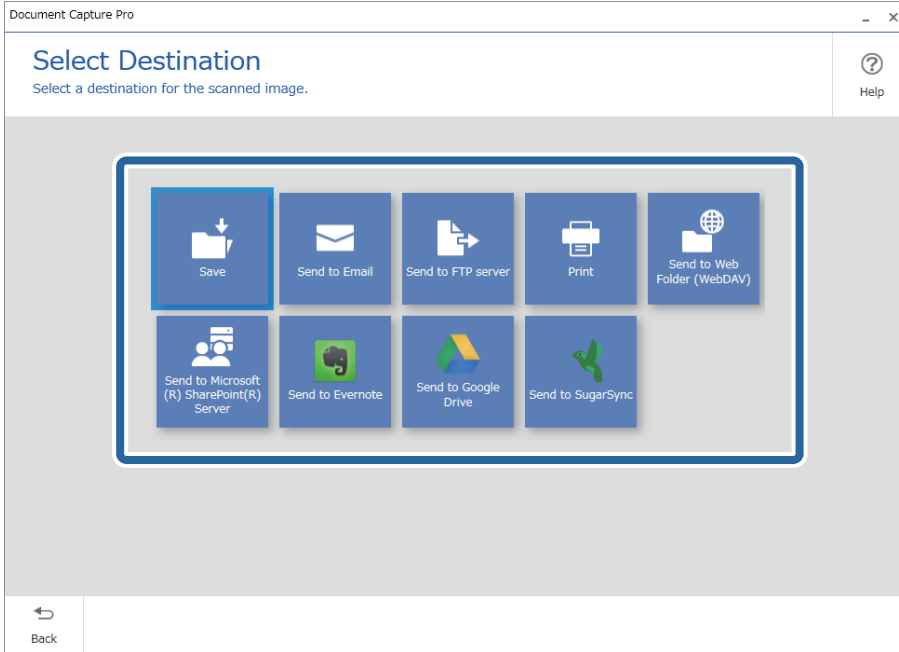 Document Capture Pro
Select Destination
Select a destination for the scanned image.
Help
Save
Send to Email
Send to FTP server
Print
Send to Web
Folder (WebDAV)
Send to Microsoft
(R) SharePoint(R)
Server
Send to Evernote
Send to Google
Drive
Send to SugarSync
Back